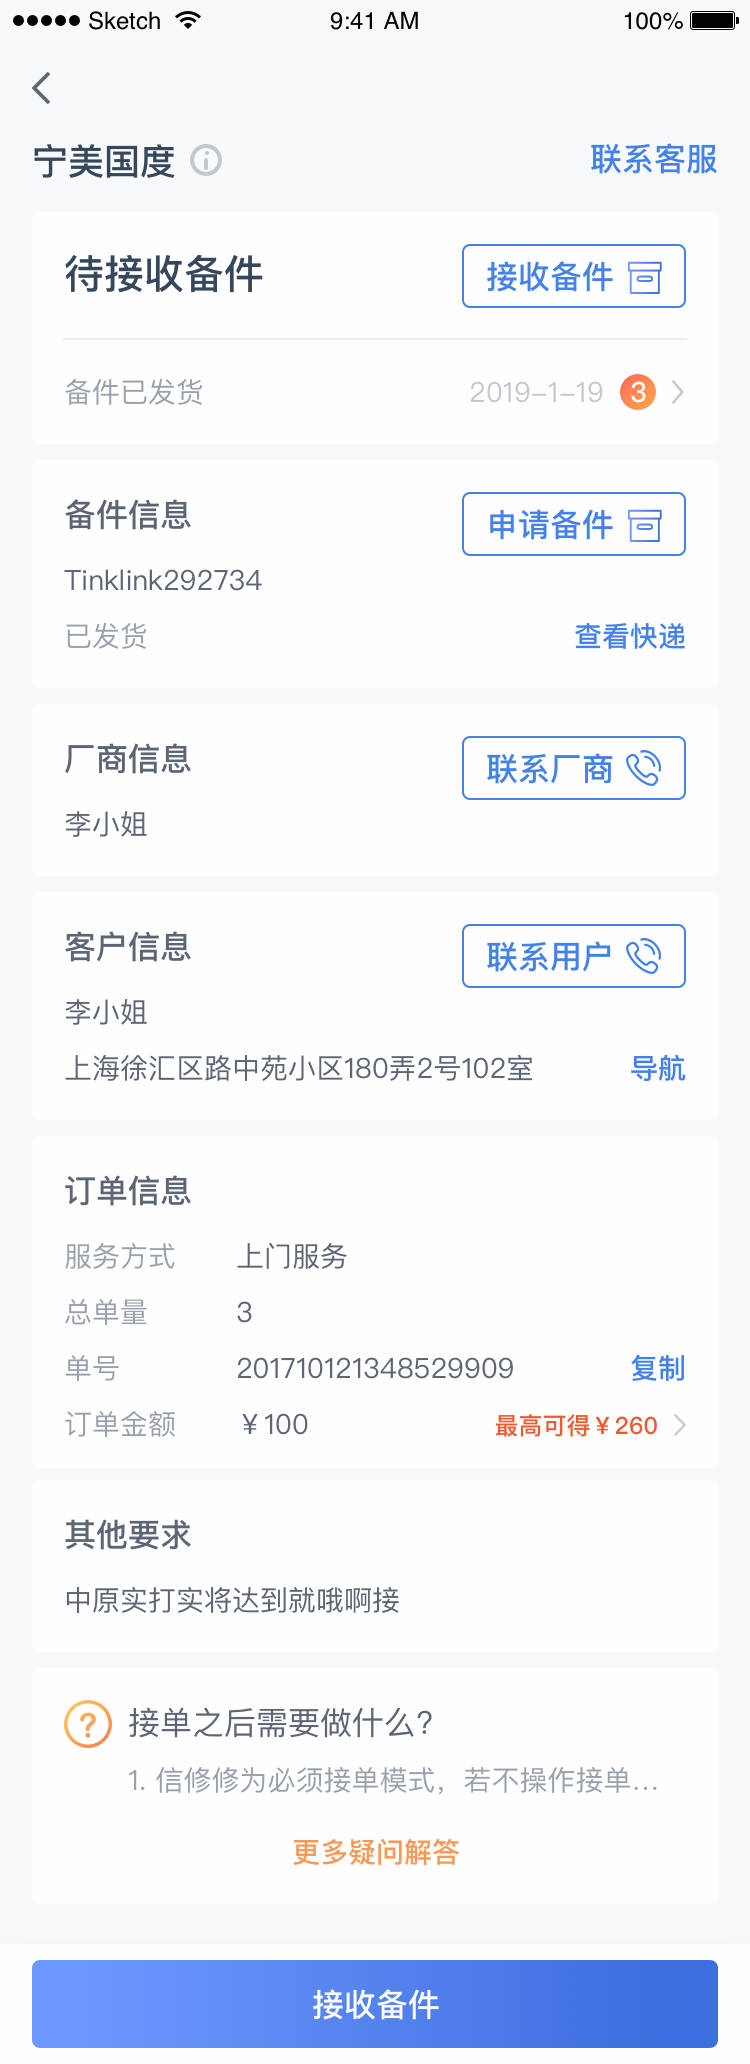 Sketch 9:41 AM 100%
宁美国度 联系客服
待接收备件 接收备件
备件已发货 2019-1-19 3
备件信息 申请备件
Tinklink292734
已发货 查看快递
厂商信息 联系厂商
李小姐
客户信息 联系用户
李小姐
上海徐汇区路中苑小区180弄2号102室 导航
订单信息
服务方式 上门服务
总单量 3
单号 201710121348529909 复制
订单金额 ¥100 最高可得¥260
其他要求
中原实打实将达到就哦啊接
? 接单之后需要做什么?
1. 信修修为必须接单模式，若不操作接单...
更多疑问解答
接收备件